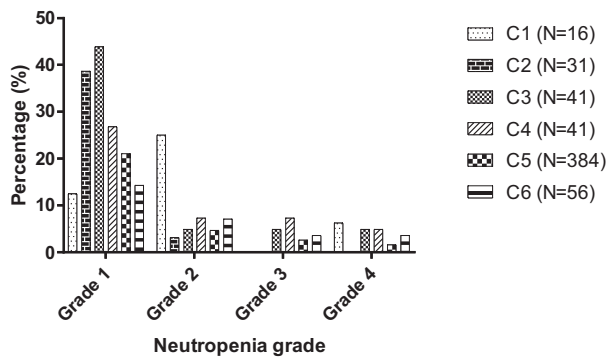 50
40
30
20
10
0
Percentage (%)
Grade 1
Grade 2
Grade 3
Grade 4
Neutropenia grade
C1 (N=16)
C2 (N=31)
C3 (N=41)
C4 (N=41)
C5 (N=384)
C6 (N=56)